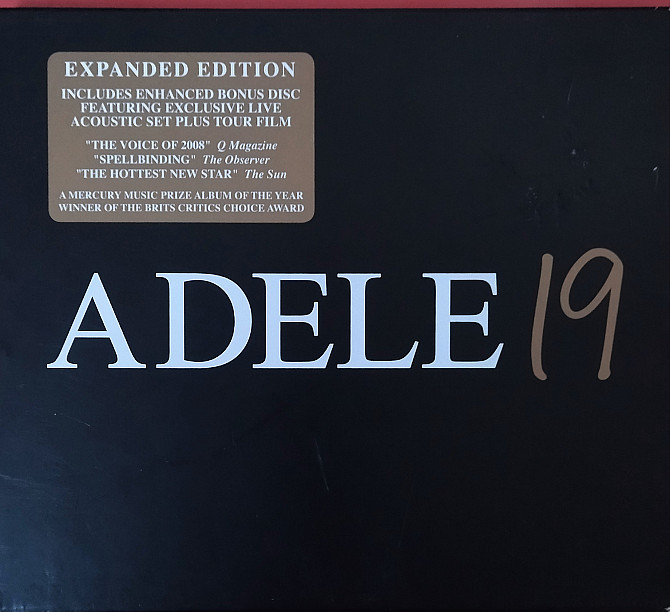 EXPANDED EDITION
INCLUDES ENHANCED BONUS DISC
FEATURING EXCLUSIVE LIVE
ACOUSTIC SET PLUS TOUR FILM
"THE VOICE OF 2008" Q Magazine
"SPELLBINDING" The Observer
"THE HOTTEST NEW STAR" The Sun
A MERCURY MUSIC PRIZE ALBUM OF THE YEAR
WINNER OF THE BRITS CRITICS CHOICE AWARD
ADELE 19